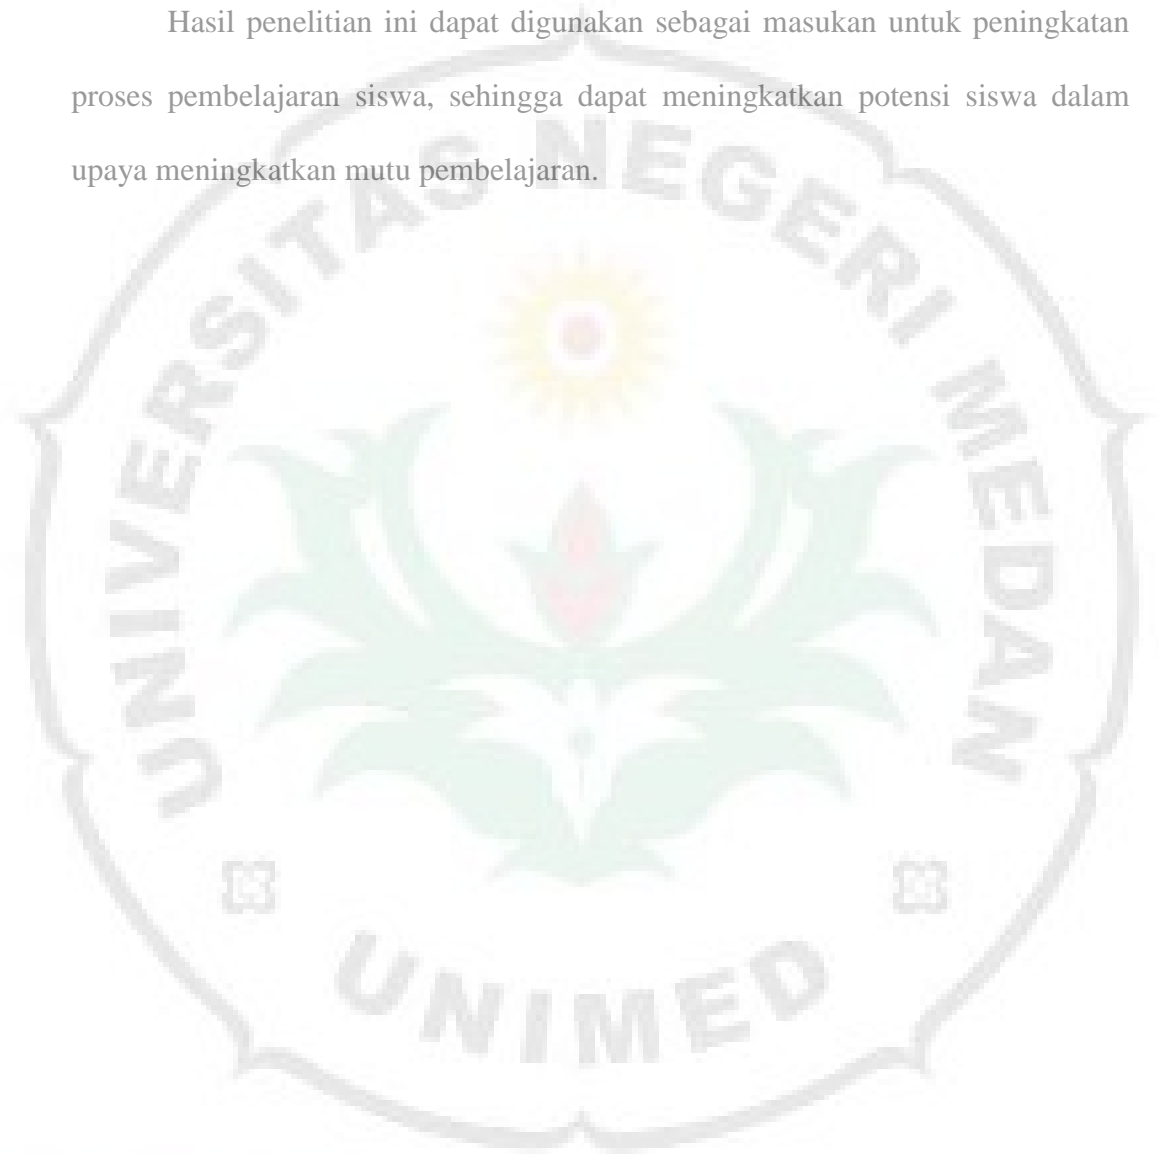 Hasil penelitian ini dapat digunakan sebagai masukan untuk peningkatan
proses pembelajaran siswa, sehingga dapat meningkatkan potensi siswa dalam
upaya meningkatkan mutu pembelajaran.
UNIVERSITAS NEGERI MEDAN
UNIMED